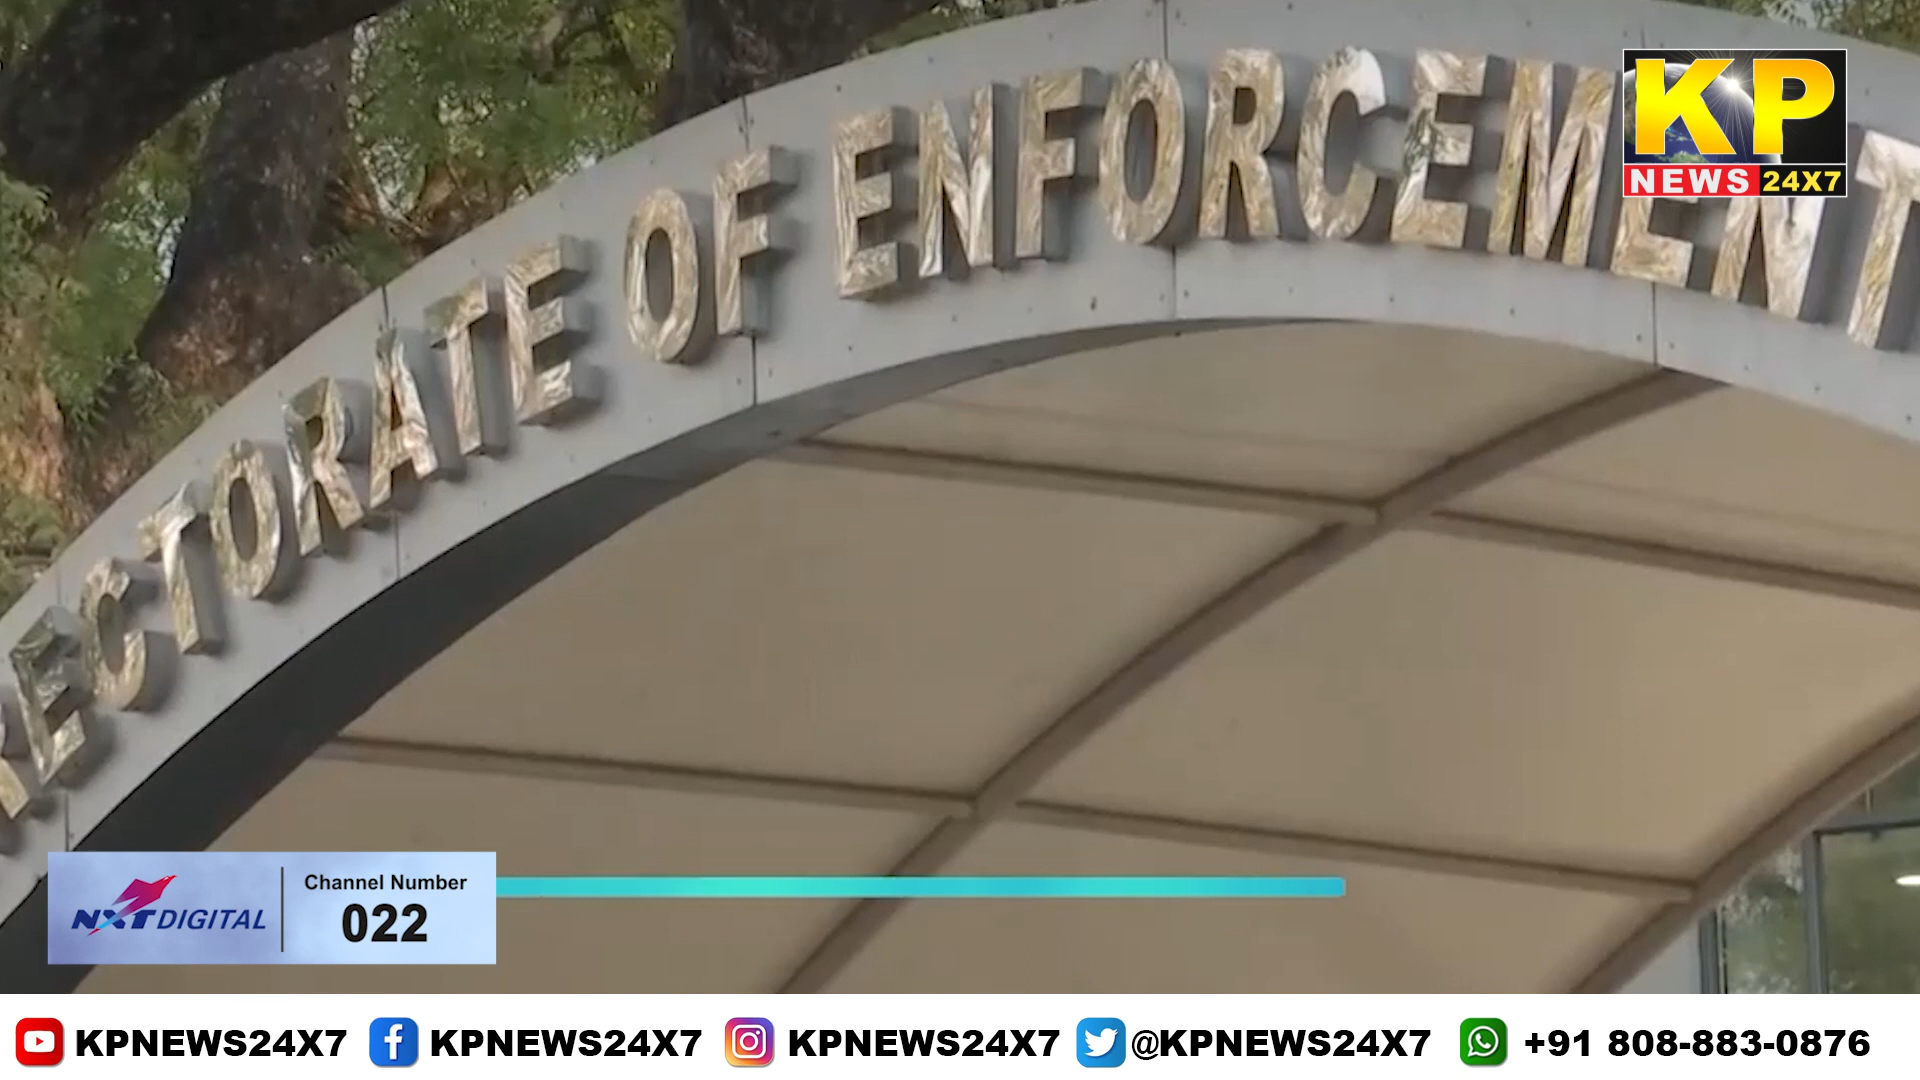 RECTORATE OF ENFORCEMENT
KP
NEWS 24X7
NXTDIGITAL
Channel Number
022
KPNEWS24X7 KPNEWS24X7 KPNEWS24X7 @KPNEWS24X7 +91 808-883-0876